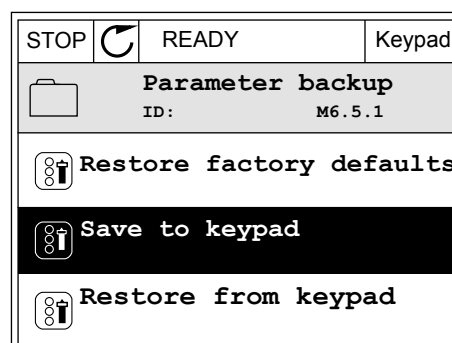 STOP READY Keypad
Parameter backup
ID: M6.5.1
Restore factory defaults
Save to keypad
Restore from keypad